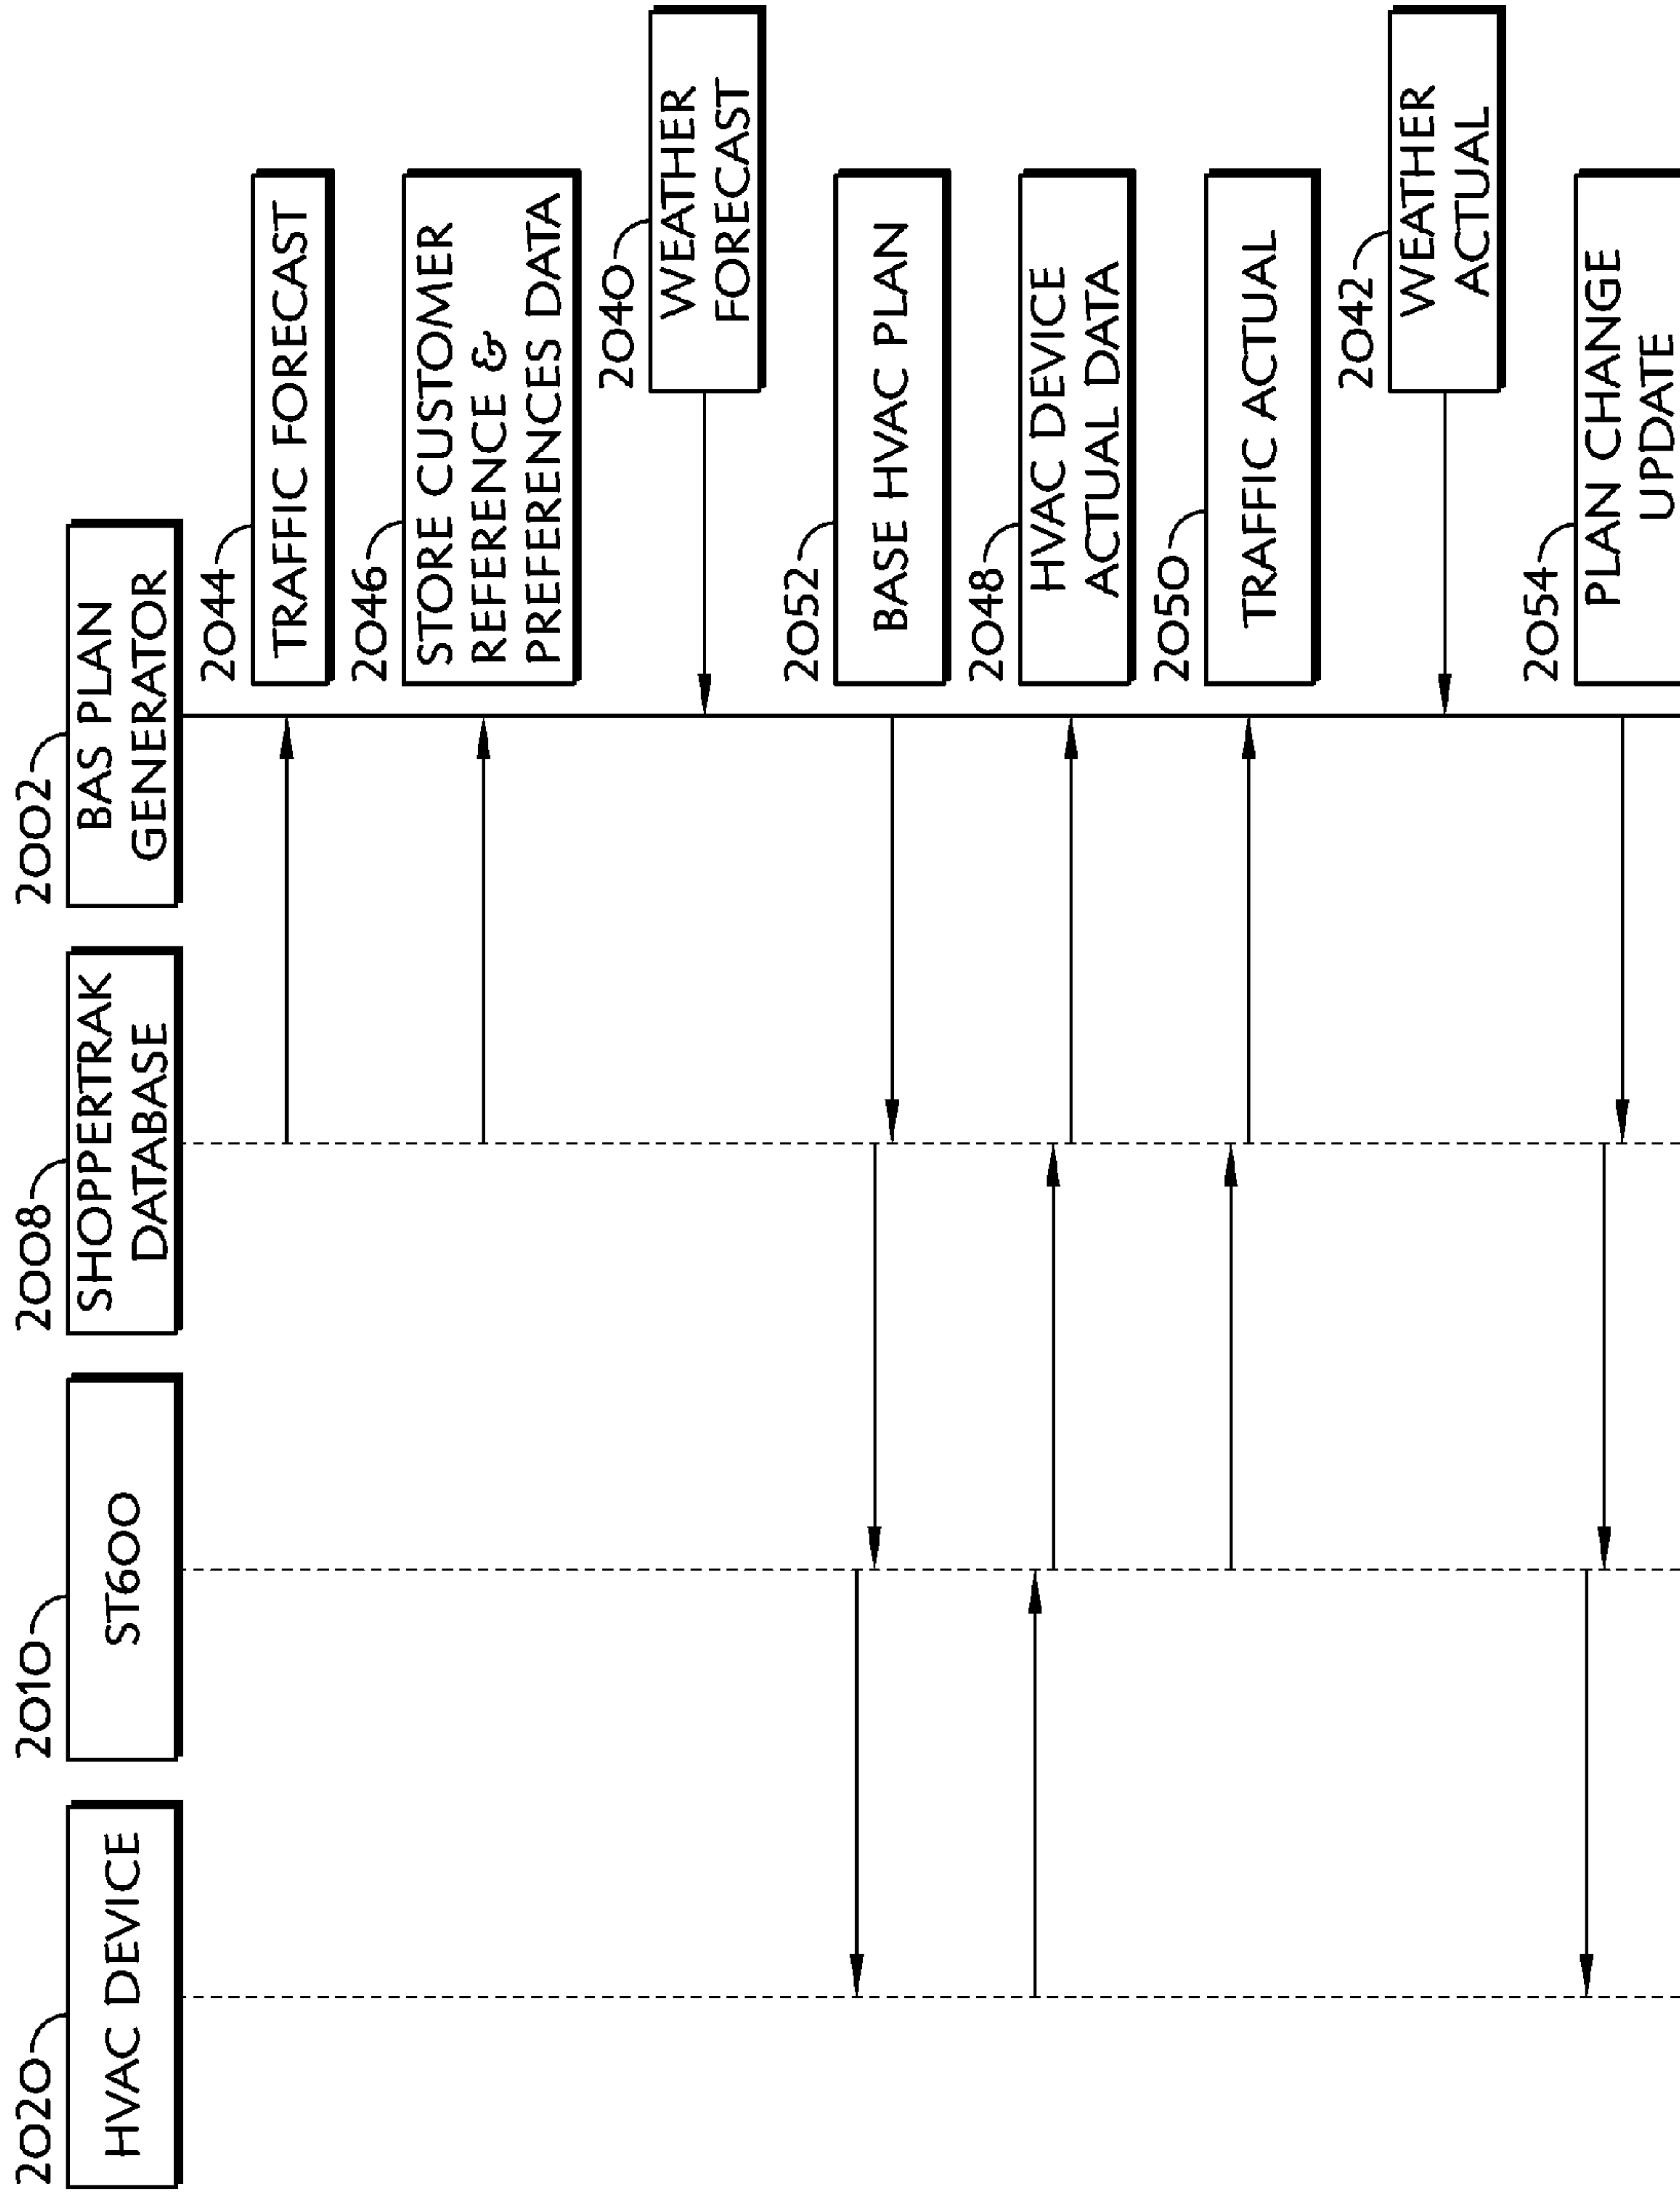 2020
HVAC DEVICE
2010
ST600
2008
SHOPPERTRAK
DATABASE
2002
BAS PLAN
GENERATOR
2044
TRAFFIC FORECAST
2046
STORE CUSTOMER
REFERENCE &
PREFERENCES DATA
2040
WEATHER
FORECAST
2052
BASE HVAC PLAN
2048
HVAC DEVICE
ACTUAL DATA
2050
TRAFFIC ACTUAL
2042
WEATHER
ACTUAL
2054
PLAN CHANGE
UPDATE